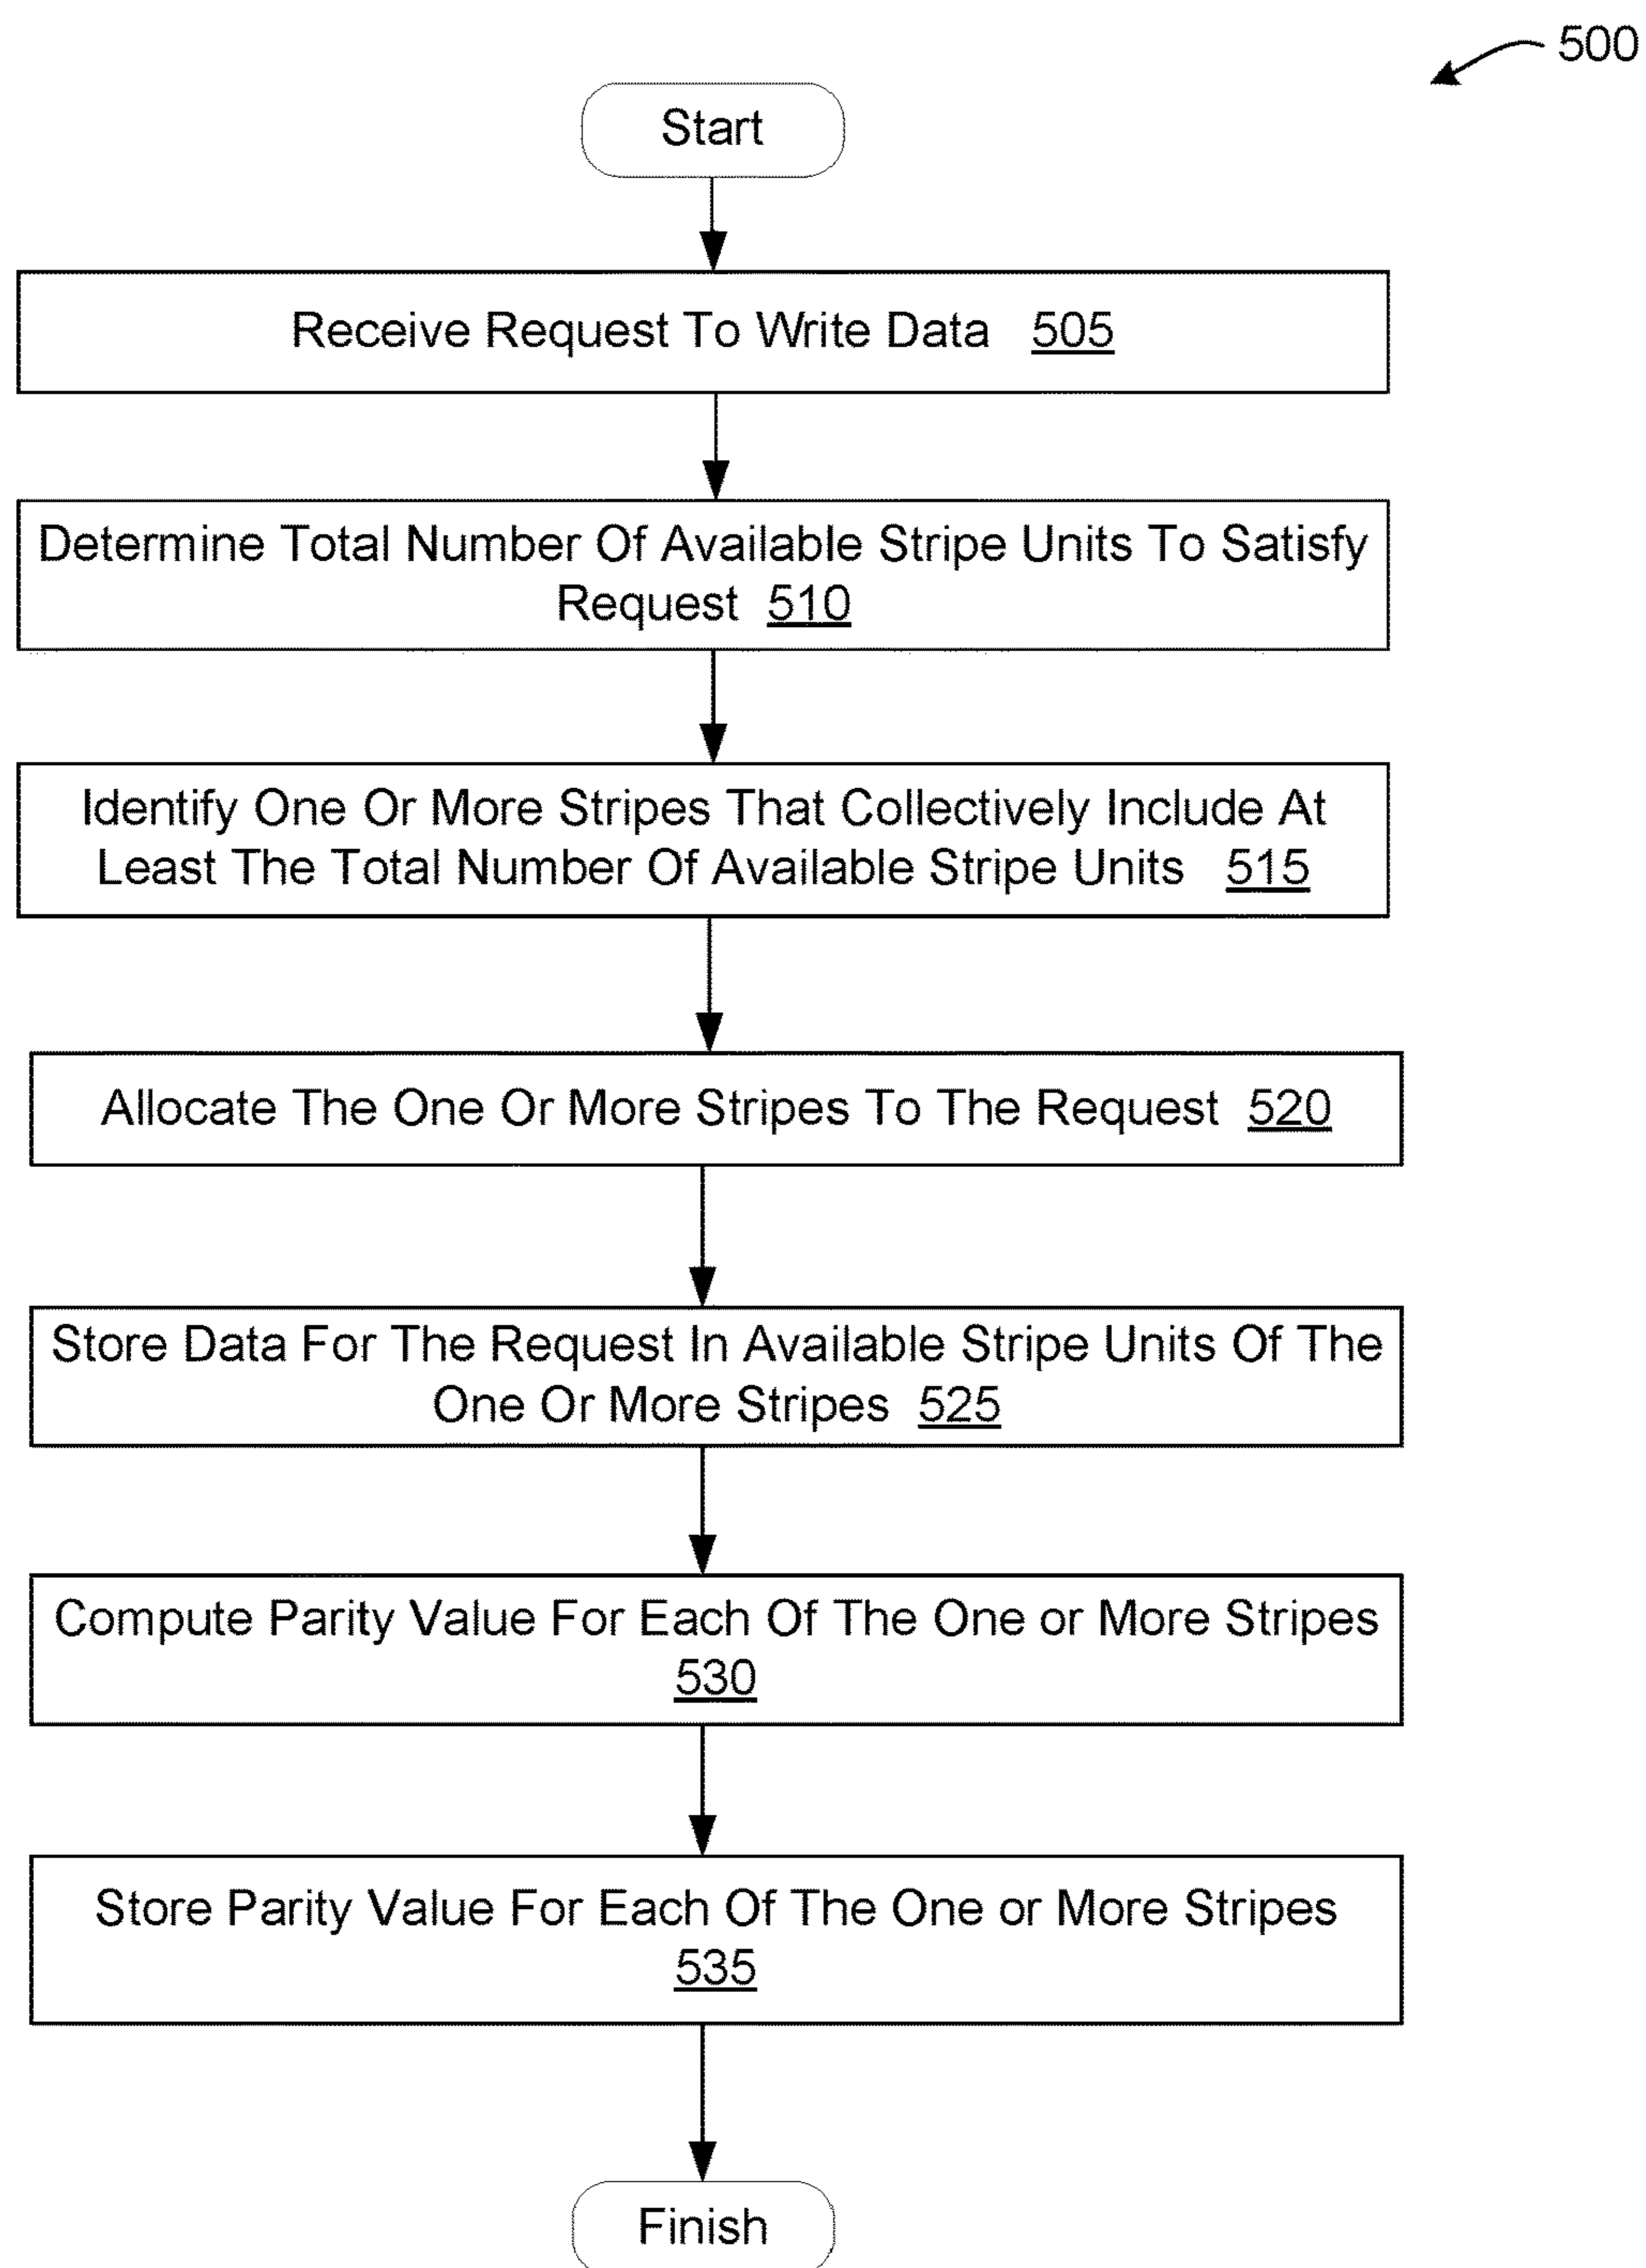 500
Start
Receive Request To Write Data 505
Determine Total Number Of Available Stripe Units To Satisfy
Request 510
Identify One Or More Stripes That Collectively Include At
Least The Total Number Of Available Stripe Units 515
Allocate The One Or More Stripes To The Request 520
Store Data For The Request In Available Stripe Units Of The
One Or More Stripes 525
Compute Parity Value For Each Of The One or More Stripes
530
Store Parity Value For Each Of The One or More Stripes
535
Finish